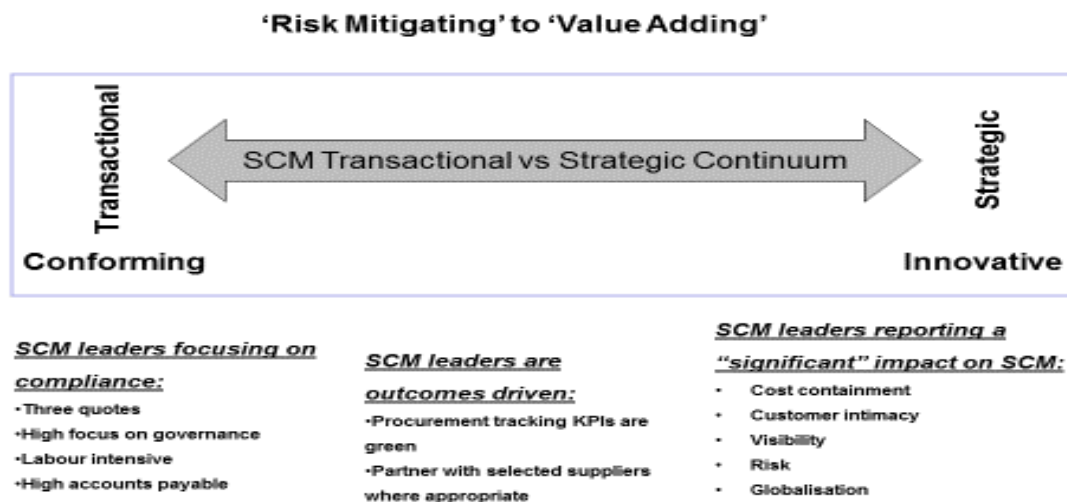 ‘Risk Mitigating’ to ‘Value Adding’
Transactional
SCM Transactional vs Strategic Continuum
Strategic
Conforming
Innovative
SCM leaders focusing on
compliance:
•Three quotes
•High focus on governance
•Labour intensive
•High accounts payable
SCM leaders are
outcomes driven:
•Procurement tracking KPIs are
green
•Partner with selected suppliers
where appropriate
SCM leaders reporting a
“significant” impact on SCM:
• Cost containment
• Customer intimacy
• Visibility
• Risk
• Globalisation